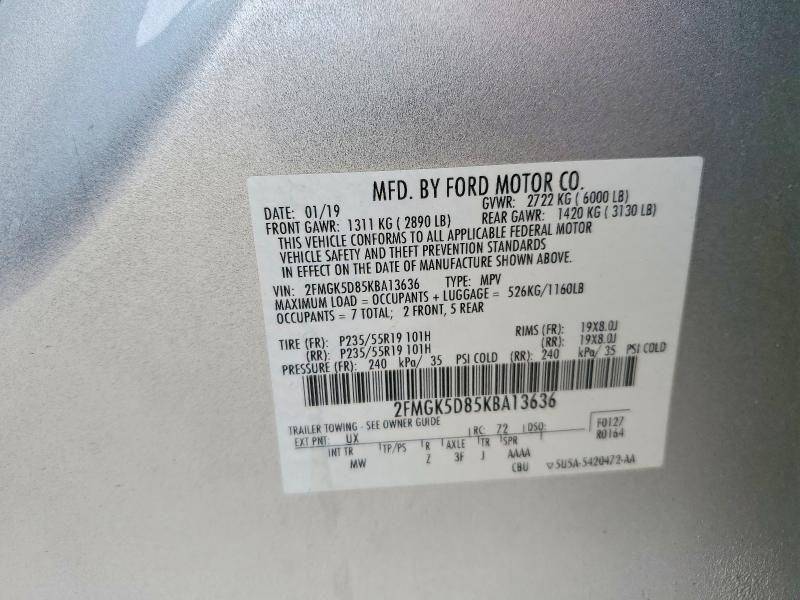 MFD. BY FORD MOTOR CO.
DATE: 01/19 GVWR: 2722 KG ( 6000 LB)
FRONT GAWR: 1311 KG ( 2890 LB) REAR GAWR: 1420 KG ( 3130 LB)
THIS VEHICLE CONFORMS TO ALL APPLICABLE FEDERAL MOTOR
VEHICLE SAFETY AND THEFT PREVENTION STANDARDS
IN EFFECT ON THE DATE OF MANUFACTURE SHOWN ABOVE.
VIN: 2FMGK5D85KBA13636 TYPE: MPV
MAXIMUM LOAD = OCCUPANTS + LUGGAGE = 526KG/1160LB
OCCUPANTS = 7 TOTAL; 2 FRONT, 5 REAR
TIRE (FR): P235/55R19 101H RIMS (FR): 19X8.0J
(RR): P235/55R19 101H (RR): 19X8.0J
PRESSURE (FR): 240 kPa/ 35 PSI COLD (RR): 240 kPa/ 35 PSI COLD
2FMGK5D85KBA13636
TRAILER TOWING - SEE OWNER GUIDE
EXT PNT: UX RC: 72 DSO: F0127
INT TR TP/PS R AXLE TR SPR R0164
MW Z 3F J AAAA
CBU ▽5U5A-5420472-AA